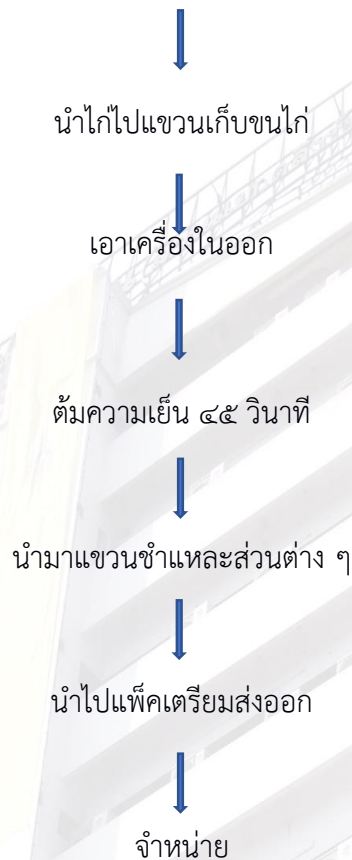 นำไก่ไปแขวนเก็บขนไก่
เอาเครื่องในออก
ต้มความเย็น ๔๕ วินาที
นำมาแขวนชำแหละส่วนต่าง ๆ
นำไปแพ็คเตรียมส่งออก
จำหน่าย